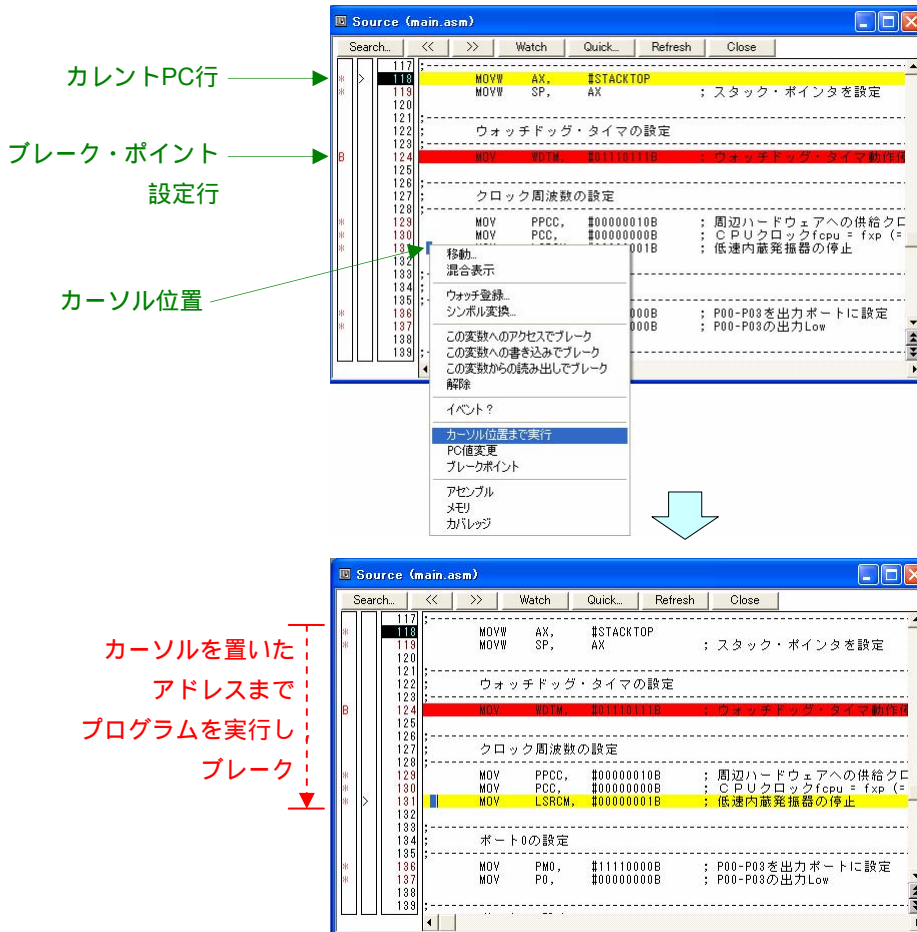 Source (main.asm)
Search... << >> Watch Quick... Refresh Close
カレントPC行
ブレーク・ポイント
設定行
カーソル位置
117 ;---------------------------------------------------------------
* > 118 MOVW AX, #STACKTOP
* 119 MOVW SP, AX ; スタック・ポインタを設定
120
121 ;---------------------------------------------------------------
122 ; ウォッチドッグ・タイマの設定
123 ;---------------------------------------------------------------
B 124 MOV WDTM, #01110111B ; ウォッチドッグ・タイマ動作停
125
126 ;---------------------------------------------------------------
127 ; クロック周波数の設定
128 ;---------------------------------------------------------------
* 129 MOV PPCC, #00000010B ; 周辺ハードウェアへの供給クロ
* 130 MOV PCC, #00000000B ; CPUクロックfcpu = fxp (=
* 131 001B ; 低速内蔵発振器の停止
132
133 ;
134 ;
135 ;
* 136 000B ; P00-P03を出力ポートに設定
* 137 000B ; P00-P03の出力Low
138
139 ;
移動...
混合表示
ウォッチ登録...
シンボル変換...
この変数へのアクセスでブレーク
この変数への書き込みでブレーク
この変数からの読み出しでブレーク
解除
イベント?
カーソル位置まで実行
PC値変更
ブレークポイント
アセンブル
メモリ
カバレッジ
Source (main.asm)
Search... << >> Watch Quick... Refresh Close
カーソルを置いた
アドレスまで
プログラムを実行し
ブレーク
117 ;---------------------------------------------------------------
* 118 MOVW AX, #STACKTOP
* 119 MOVW SP, AX ; スタック・ポインタを設定
120
121 ;---------------------------------------------------------------
122 ; ウォッチドッグ・タイマの設定
123 ;---------------------------------------------------------------
B 124 MOV WDTM, #01110111B ; ウォッチドッグ・タイマ動作停
125
126 ;---------------------------------------------------------------
127 ; クロック周波数の設定
128 ;---------------------------------------------------------------
* 129 MOV PPCC, #00000010B ; 周辺ハードウェアへの供給クロ
* 130 MOV PCC, #00000000B ; CPUクロックfcpu = fxp (=
* > 131 MOV LSRCM, #00000001B ; 低速内蔵発振器の停止
132
133 ;---------------------------------------------------------------
134 ; ポート0の設定
135 ;---------------------------------------------------------------
* 136 MOV PM0, #11110000B ; P00-P03を出力ポートに設定
* 137 MOV P0, #00000000B ; P00-P03の出力Low
138
139 ;---------------------------------------------------------------